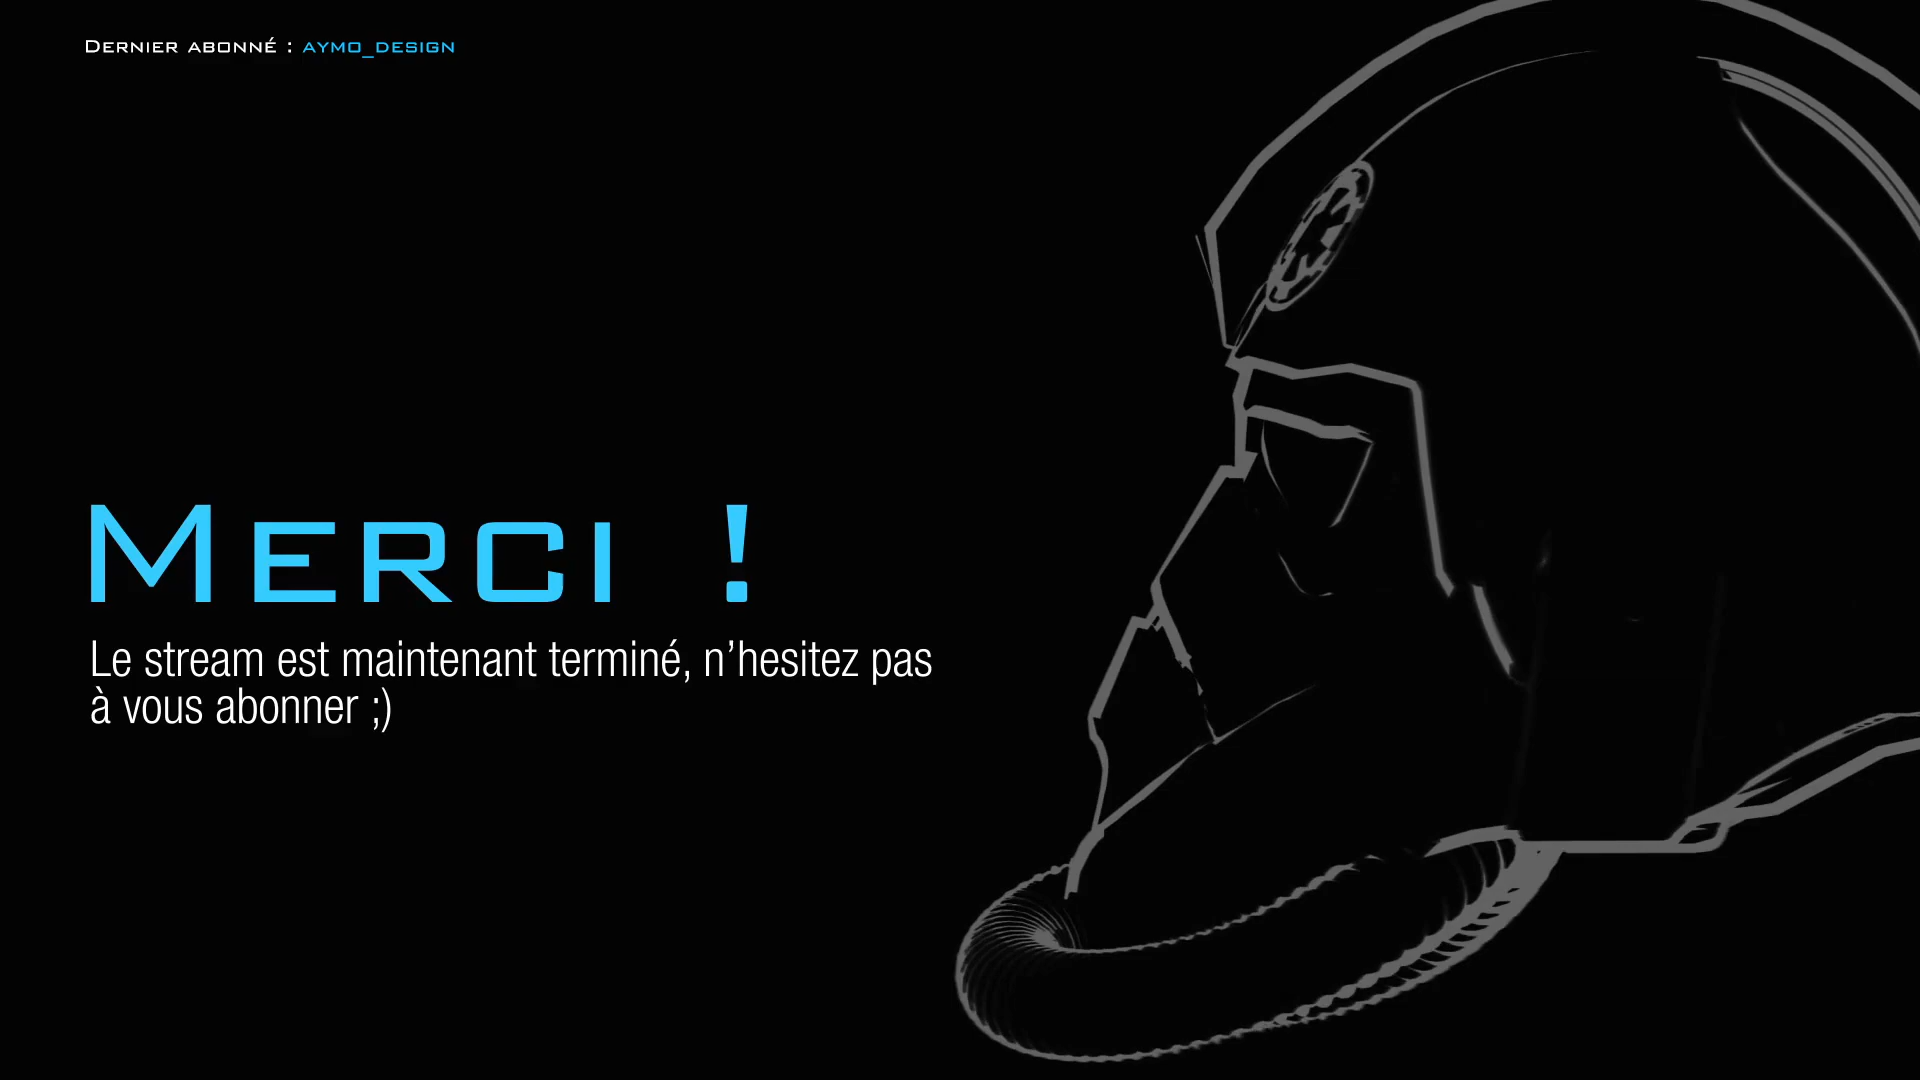 Dernier abonné : aymo_design
Merci !
Le stream est maintenant terminé, n’hesitez pas
à vous abonner ;)